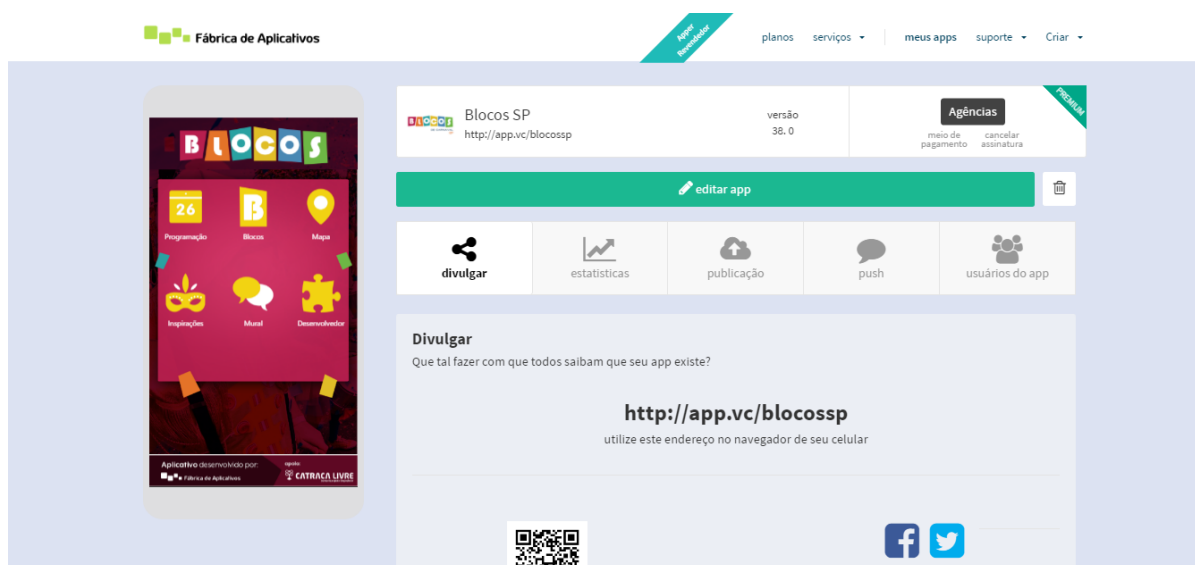 Fábrica de Aplicativos
Apper
Revendedor
planos serviços meus apps suporte Criar
BLOCOS
Blocos SP
http://app.vc/blocossp
versão
38. 0
Agências
meio de
pagamento
cancelar
assinatura
PREMIUM
editar app
BLOCOS
26
B
Programação Blocos Mapa
Inspirações Mural Desenvolvedor
Aplicativo desenvolvido por:
Fábrica de Aplicativos
apoio:
CATRACA LIVRE
divulgar estatisticas publicação push usuários do app
Divulgar
Que tal fazer com que todos saibam que seu app existe?
http://app.vc/blocossp
utilize este endereço no navegador de seu celular